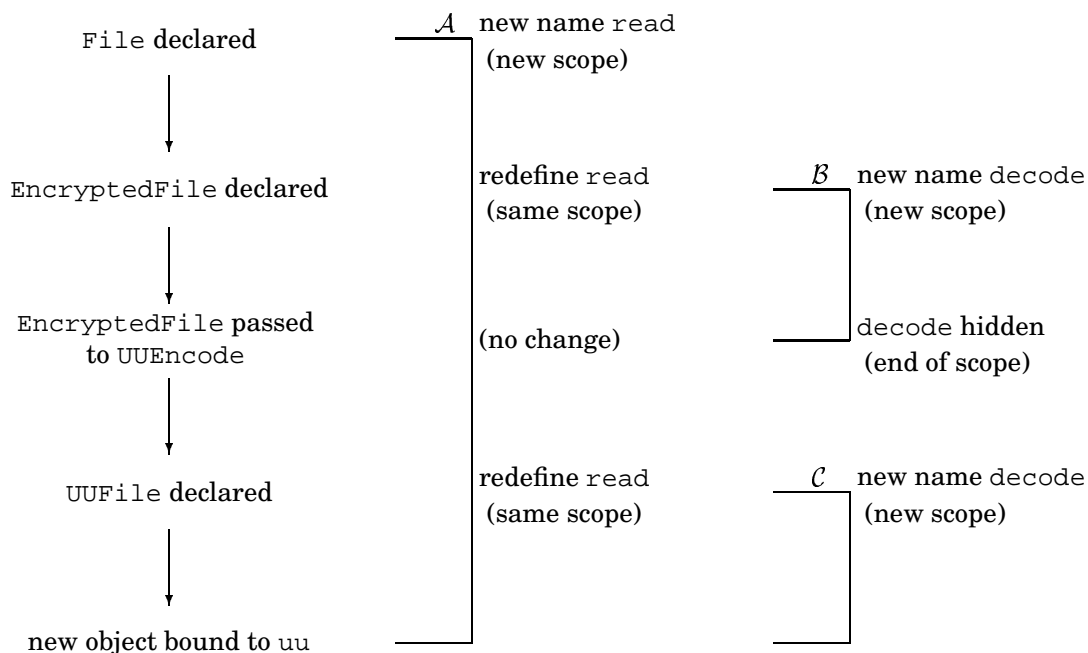 File declared
A new name read
(new scope)
EncryptedFile declared
redefine read
(same scope)
B new name decode
(new scope)
EncryptedFile passed
to UUEncode
(no change)
decode hidden
(end of scope)
UUFile declared
redefine read
(same scope)
C new name decode
(new scope)
new object bound to uu